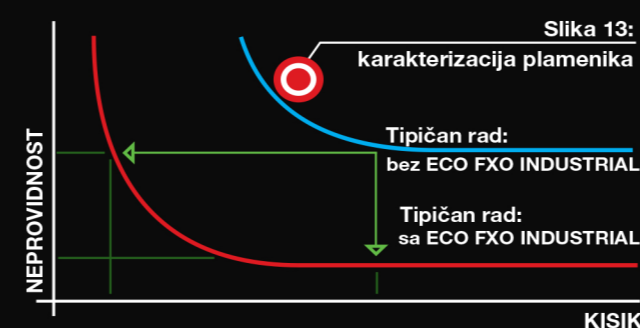 Slika 13:
karakterizacija plamenika
NEPROVIDNOST
Tipičan rad:
bez ECO FXO INDUSTRIAL
Tipičan rad:
sa ECO FXO INDUSTRIAL
KISIK